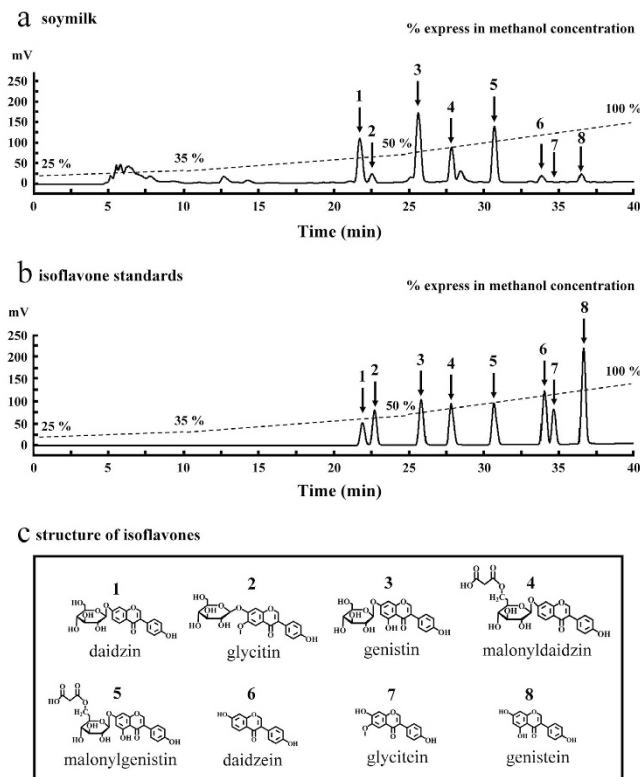 a soymilk
% express in methanol concentration
mV
250
200
150
100
50
0
25 %
35 %
50 %
100 %
1
2
3
4
5
6
7
8
0 5 10 15 20 25 30 35 40
Time (min)
b isoflavone standards
% express in methanol concentration
mV
250
200
150
100
50
0
25 %
35 %
50 %
100 %
1
2
3
4
5
6
7
8
0 5 10 15 20 25 30 35 40
Time (min)
c structure of isoflavones
1 2 3 4
daidzin glycitin genistin malonyldaidzin
5 6 7 8
malonylgenistin daidzein glycitein genistein